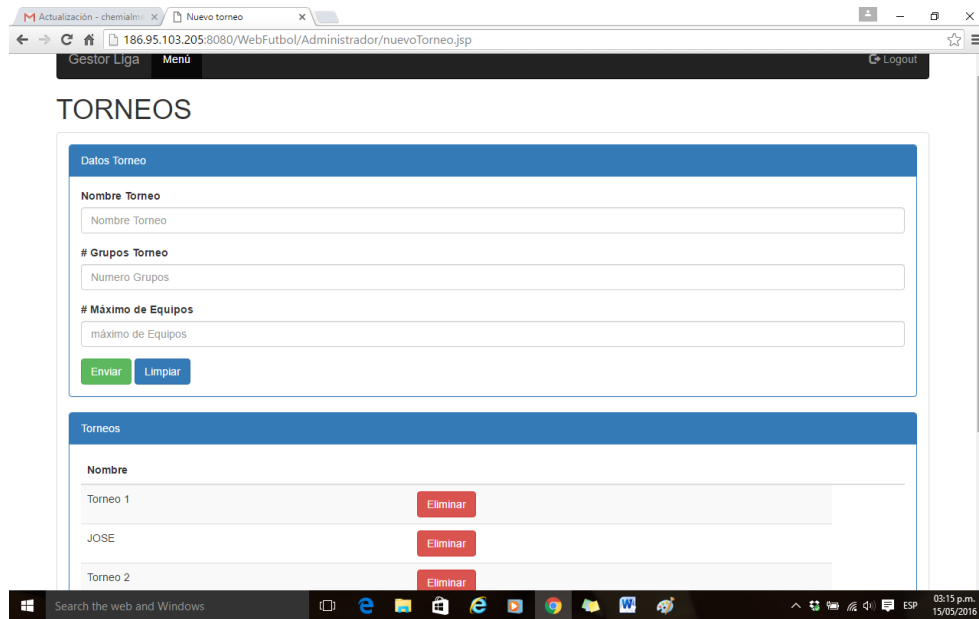 Actualización - chemialm
Nuevo torneo
186.95.103.205:8080/WebFutbol/Administrador/nuevoTorneo.jsp
Gestor Liga Menú Logout
TORNEOS
Datos Torneo
Nombre Torneo
Nombre Torneo
# Grupos Torneo
Numero Grupos
# Máximo de Equipos
máximo de Equipos
Enviar Limpiar
Torneos
Nombre
Torneo 1 Eliminar
JOSE Eliminar
Torneo 2 Eliminar
Search the web and Windows
ESP
03:15 p.m.
15/05/2016